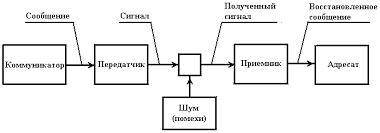 Сообщение
Сигнал
Полученный
сигнал
Восстановленное
сообщение
Коммуникатор
Передатчик
Приемник
Адресат
Шум
(помехи)